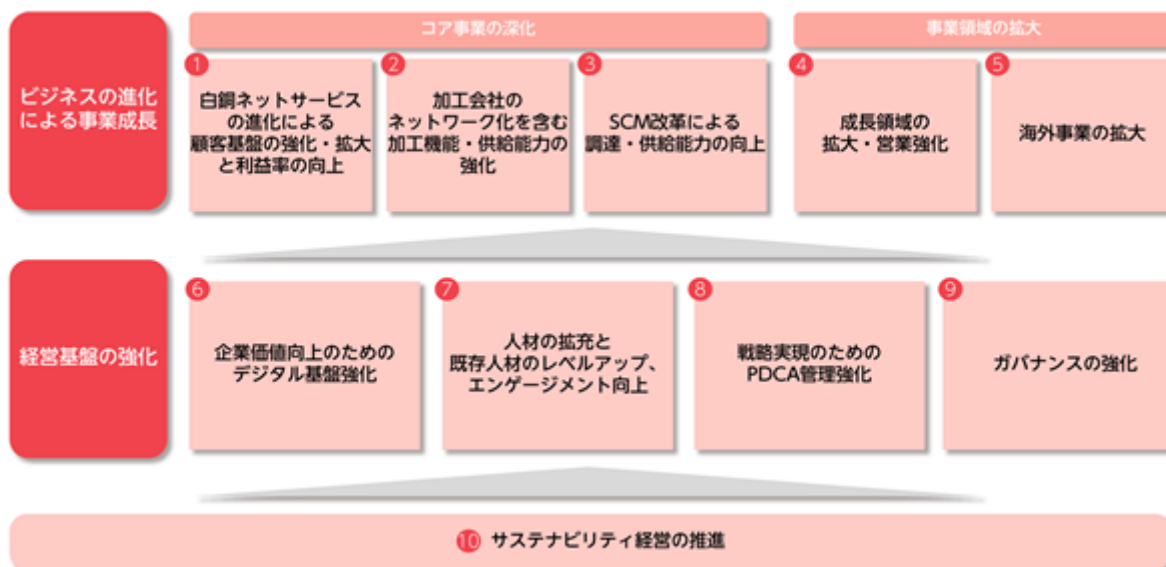 コア事業の深化
事業領域の拡大
ビジネスの進化
による事業成長
1
白銅ネットサービス
の進化による
顧客基盤の強化・拡大
と利益率の向上
2
加工会社の
ネットワーク化を含む
加工機能・供給能力の
強化
3
SCM改革による
調達・供給能力の向上
4
成長領域の
拡大・営業強化
5
海外事業の拡大
経営基盤の強化
6
企業価値向上のための
デジタル基盤強化
7
人材の拡充と
既存人材のレベルアップ、
エンゲージメント向上
8
戦略実現のための
PDCA管理強化
9
ガバナンスの強化
10 サステナビリティ経営の推進